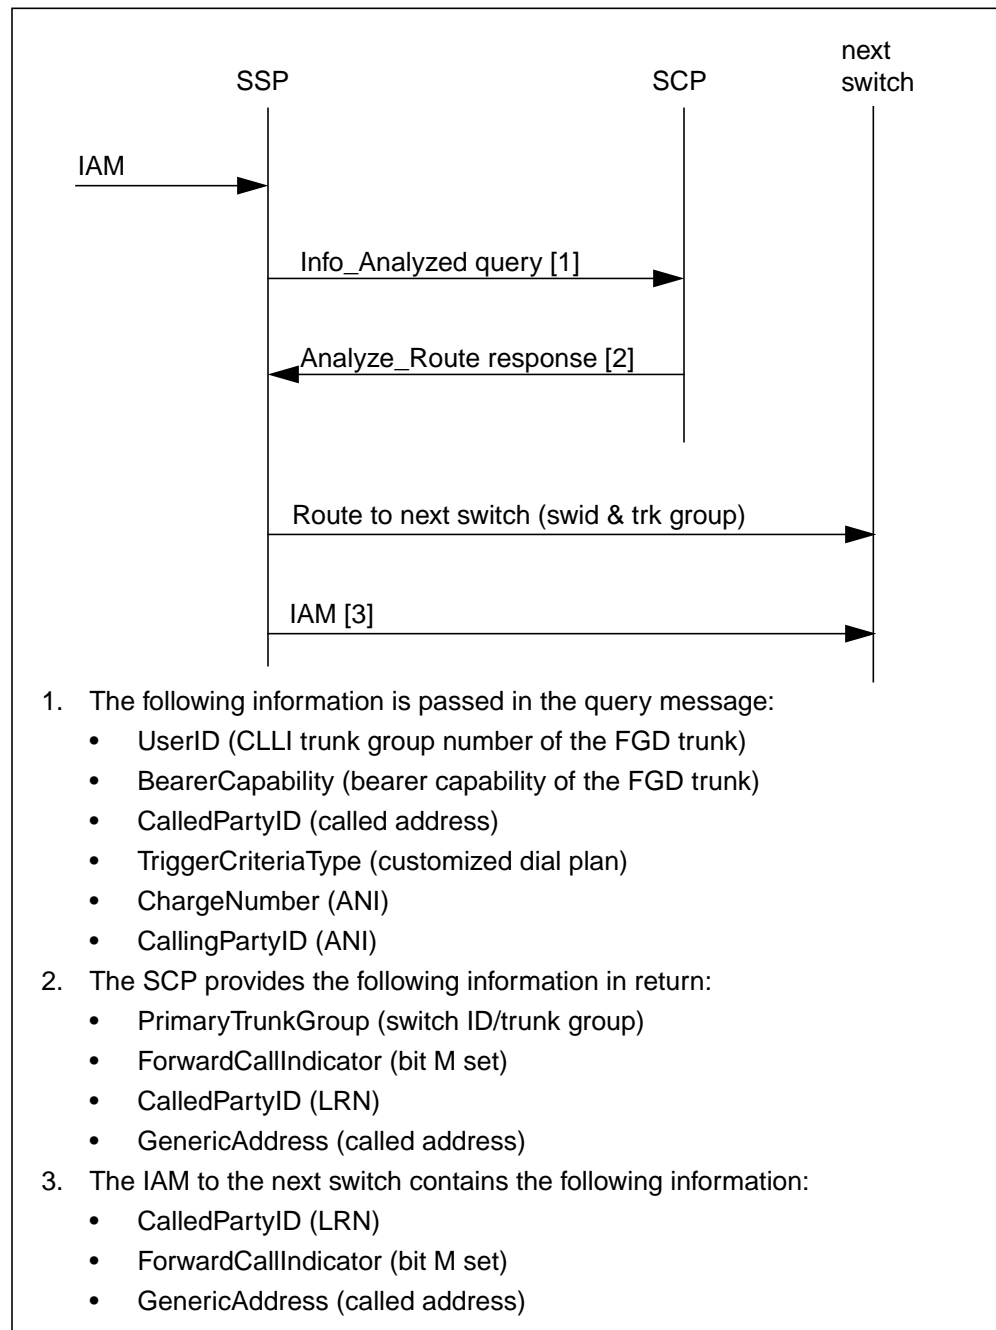 next
SSP SCP switch
IAM
Info_Analyzed query [1]
Analyze_Route response [2]
Route to next switch (swid & trk group)
IAM [3]
1. The following information is passed in the query message:
• UserID (CLLI trunk group number of the FGD trunk)
• BearerCapability (bearer capability of the FGD trunk)
• CalledPartyID (called address)
• TriggerCriteriaType (customized dial plan)
• ChargeNumber (ANI)
• CallingPartyID (ANI)
2. The SCP provides the following information in return:
• PrimaryTrunkGroup (switch ID/trunk group)
• ForwardCallIndicator (bit M set)
• CalledPartyID (LRN)
• GenericAddress (called address)
3. The IAM to the next switch contains the following information:
• CalledPartyID (LRN)
• ForwardCallIndicator (bit M set)
• GenericAddress (called address)